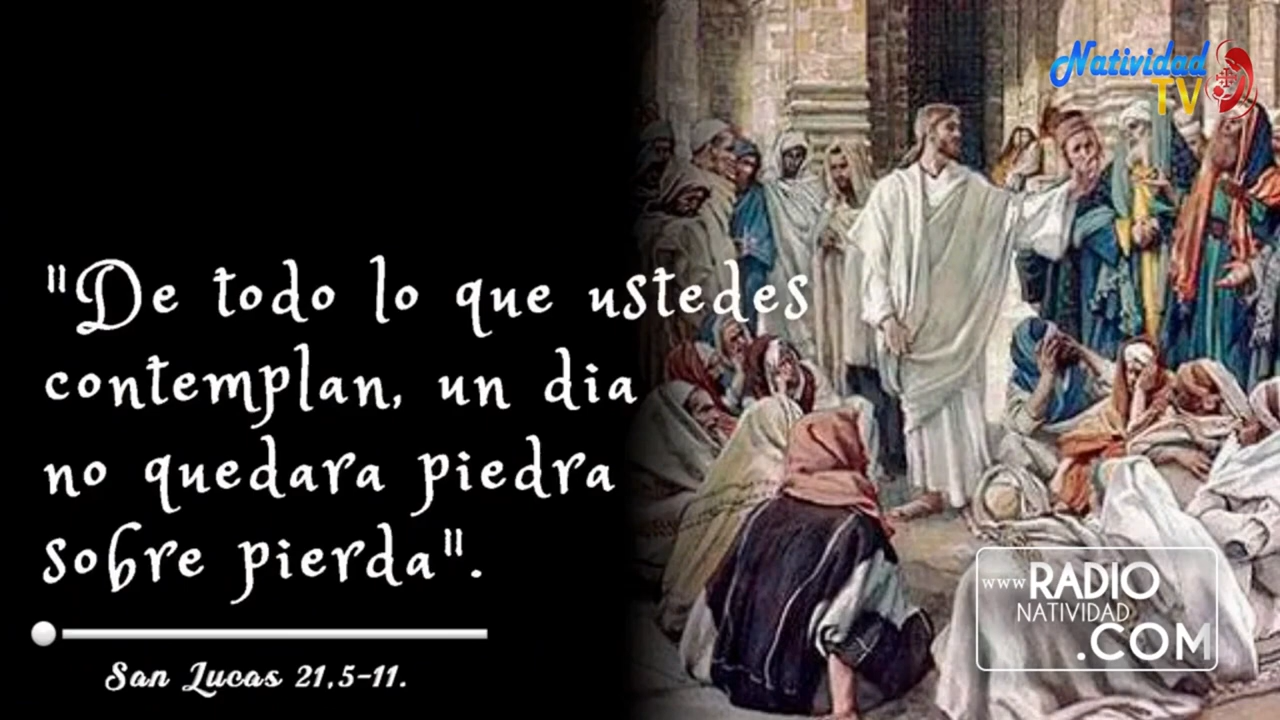 Natividad
TV
"De todo lo que ustedes
contemplan, un dia
no quedara piedra
sobre pierda".
San Lucas 21,5-11.
www RADIO
NATIVIDAD
.COM